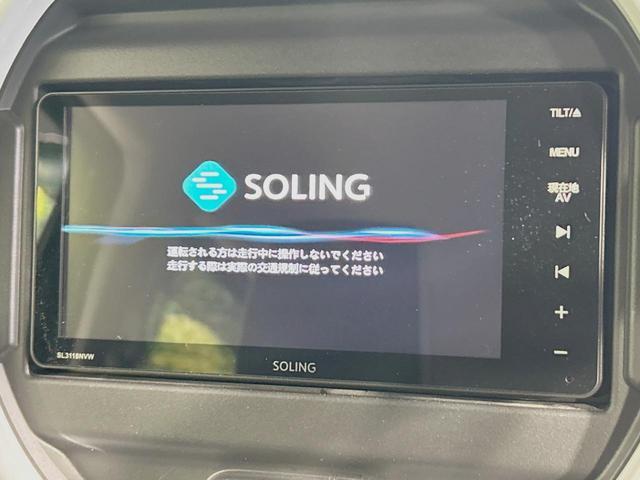 SOLING
運転される方は走行中に操作しないでください
走行する際は実際の交通規制に従ってください
TILT/⏏
MENU
現在地
AV
+
−
SL3115NVW
SOLING